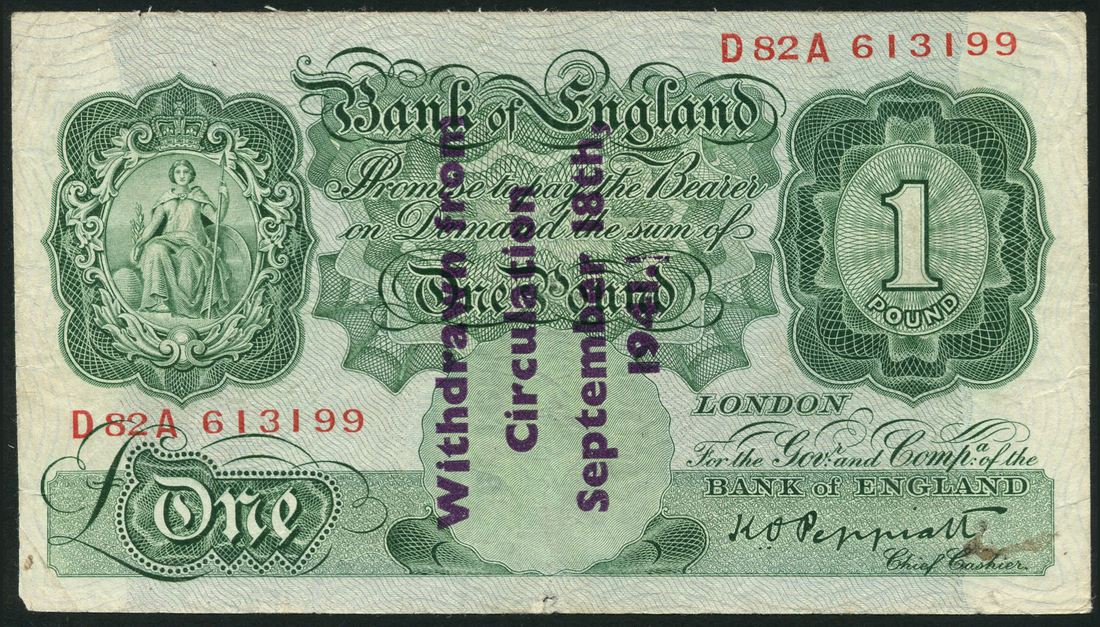 D82A 613199
Bank of England
Promise to pay the Bearer
on Demand the sum of
One Pound
1
POUND
D82A 613199
LONDON
For the Govr. and Compa. of the
BANK of ENGLAND
K O Peppiatt
Chief Cashier.
£One
Withdrawn from
Circulation
September 18th,
1941.